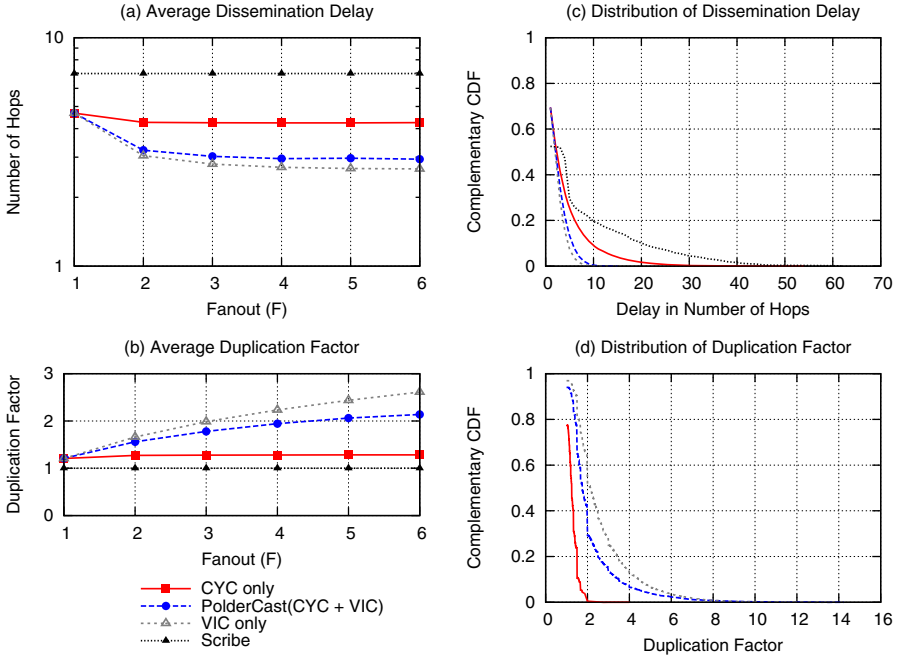 (a) Average Dissemination Delay
10
1
Number of Hops
1 2 3 4 5 6
Fanout (F)
(c) Distribution of Dissemination Delay
1
0.8
0.6
0.4
0.2
0
Complementary CDF
0 10 20 30 40 50 60 70
Delay in Number of Hops
(b) Average Duplication Factor
3
2
1
0
Duplication Factor
1 2 3 4 5 6
Fanout (F)
CYC only
PolderCast(CYC + VIC)
VIC only
Scribe
(d) Distribution of Duplication Factor
1
0.8
0.6
0.4
0.2
0
Complementary CDF
0 2 4 6 8 10 12 14 16
Duplication Factor